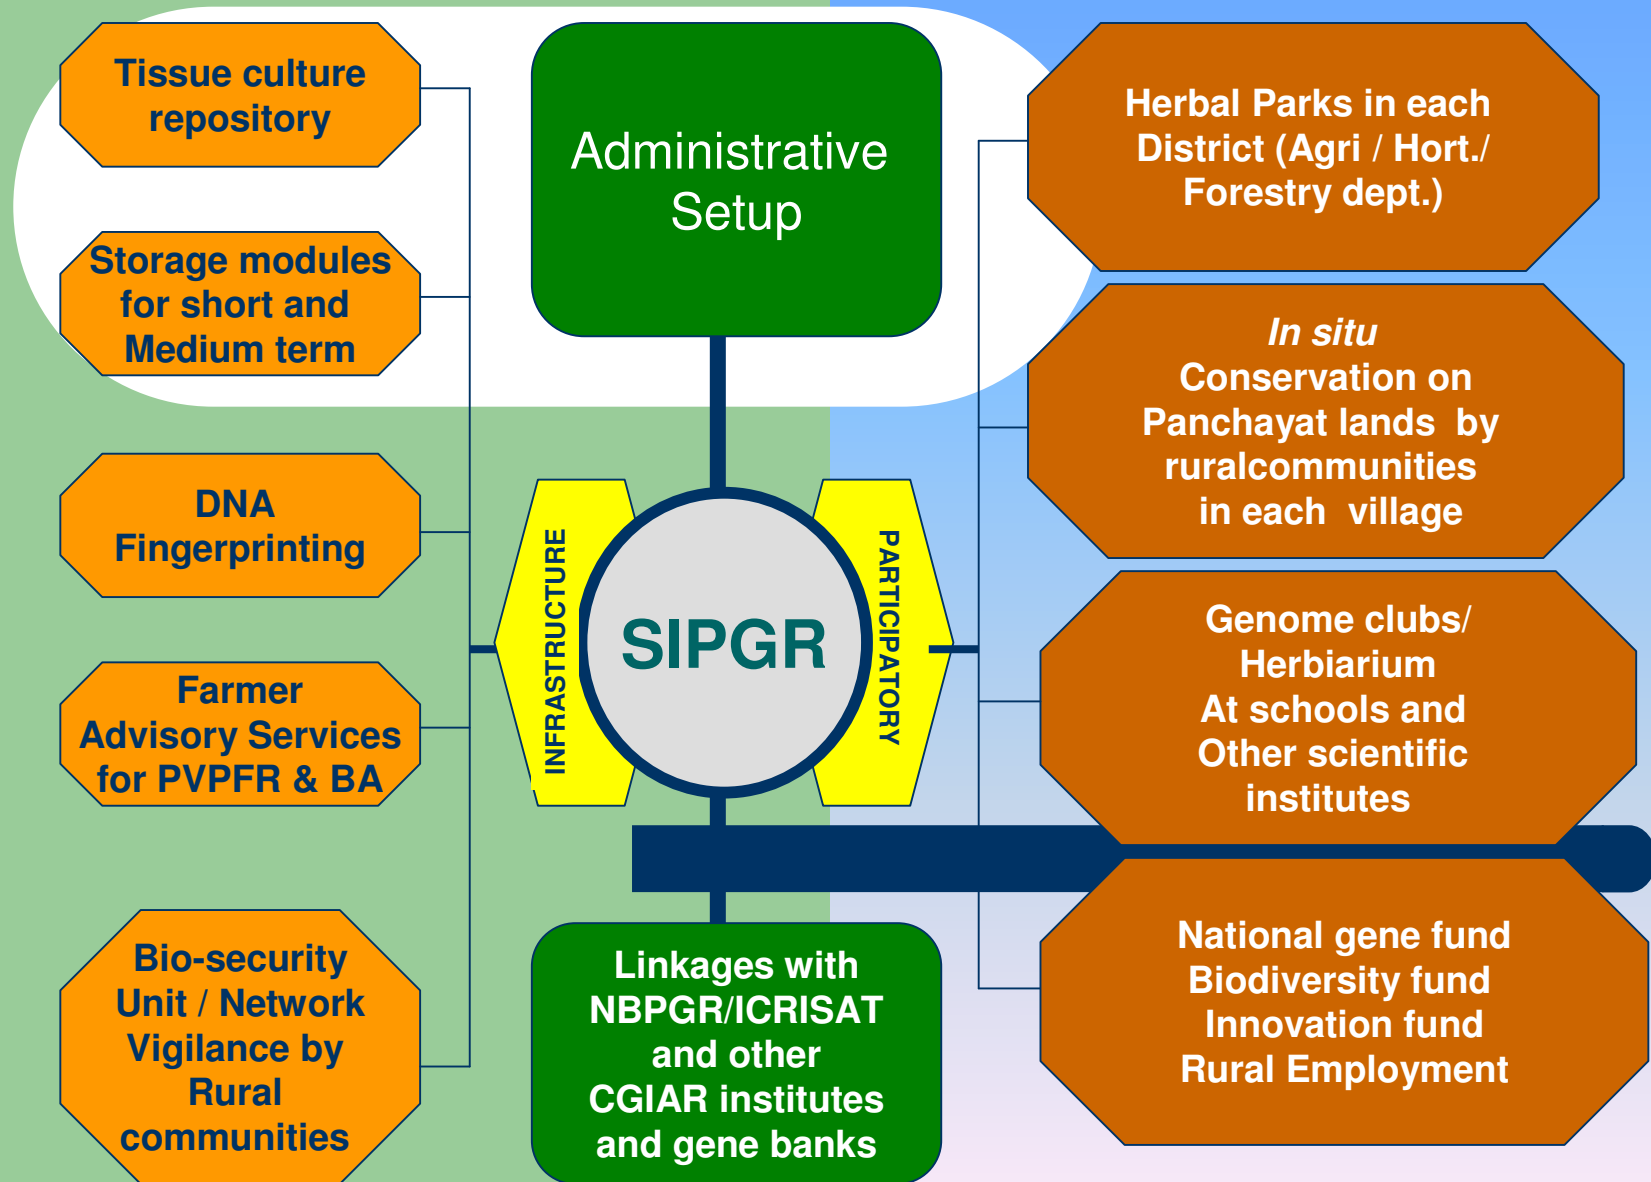 Tissue culture
repository
Storage modules
for short and
Medium term
DNA
Fingerprinting
Farmer
Advisory Services
for PVPFR & BA
Bio-security
Unit / Network
Vigilance by
Rural
communities
Administrative
Setup
INFRASTRUCTURE
SIPGR
PARTICIPATORY
Linkages with
NBPGR/ICRISAT
and other
CGIAR institutes
and gene banks
Herbal Parks in each
District (Agri / Hort./
Forestry dept.)
In situ
Conservation on
Panchayat lands by
ruralcommunities
in each village
Genome clubs/
Herbiarium
At schools and
Other scientific
institutes
National gene fund
Biodiversity fund
Innovation fund
Rural Employment